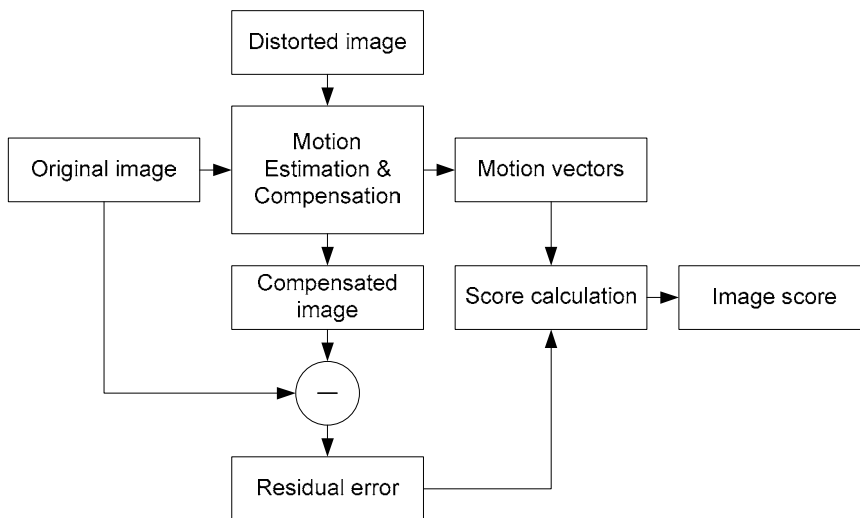 Distorted image
Original image
Motion
Estimation &
Compensation
Motion vectors
Compensated
image
Score calculation
Image score
—
Residual error